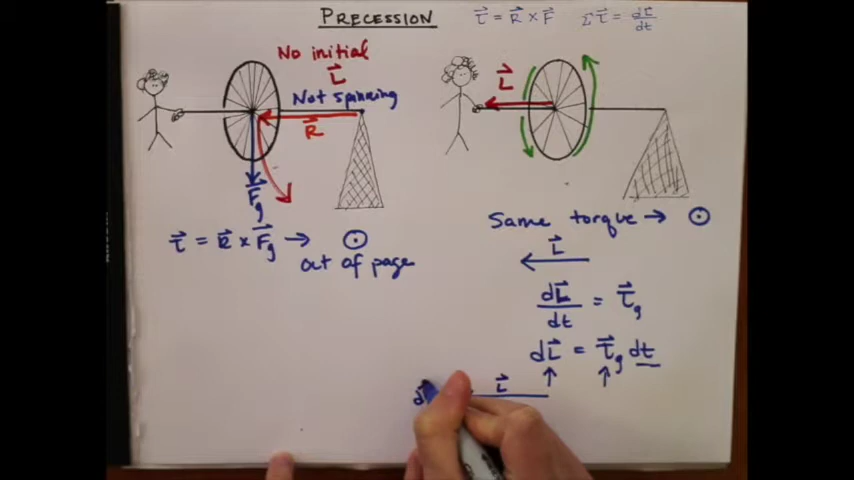 PRECESSION
τ⃗ = R⃗ × F⃗ Στ⃗ = dL⃗/dt
No initial
L⃗
Not spinning
R⃗
F⃗g
τ⃗ = R⃗ × F⃗g → ⊙
out of page
L⃗
Same torque → ⊙
L⃗
dL⃗/dt = τ⃗g
dL⃗ = τ⃗g dt
L⃗